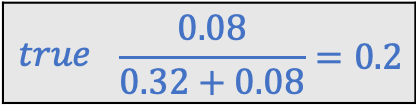 true 0.08 / 0.32 + 0.08 = 0.2